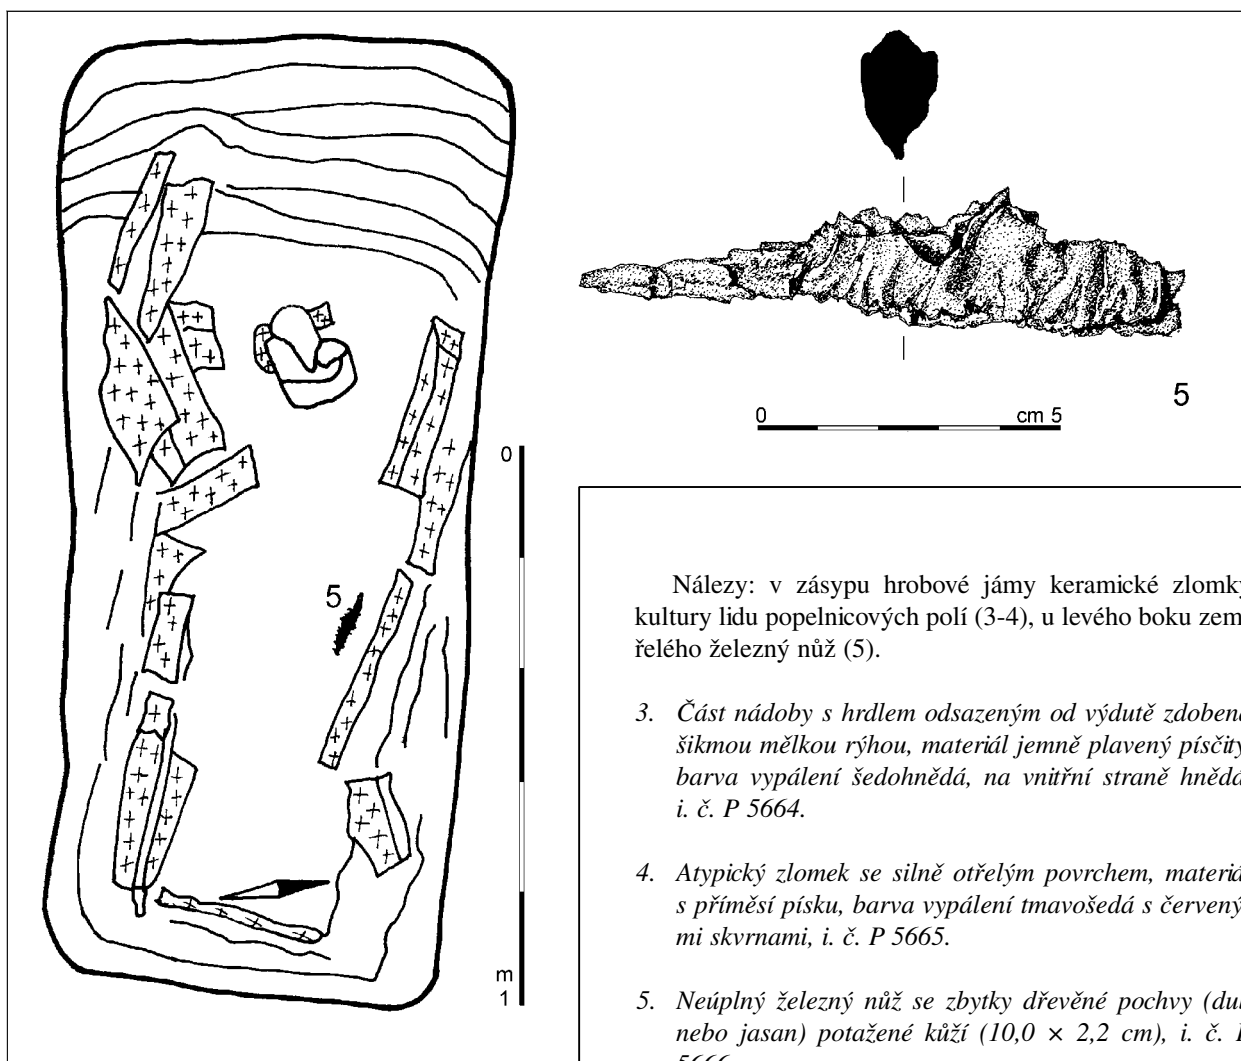 5
0
m
1
5
0
cm 5
Nálezy: v zásypu hrobové jámy keramické zlomky
kultury lidu popelnicových polí (3-4), u levého boku zem-
řelého železný nůž (5).
3. Část nádoby s hrdlem odsazeným od výdutě zdobená
šikmou mělkou rýhou, materiál jemně plavený písčitý
barva vypálení šedohnědá, na vnitřní straně hnědá
i. č. P 5664.
4. Atypický zlomek se silně otřelým povrchem, materiá
s příměsí písku, barva vypálení tmavošedá s červený-
mi skvrnami, i. č. P 5665.
5. Neúplný železný nůž se zbytky dřevěné pochvy (dub
nebo jasan) potažené kůží (10,0 × 2,2 cm), i. č. P
5666